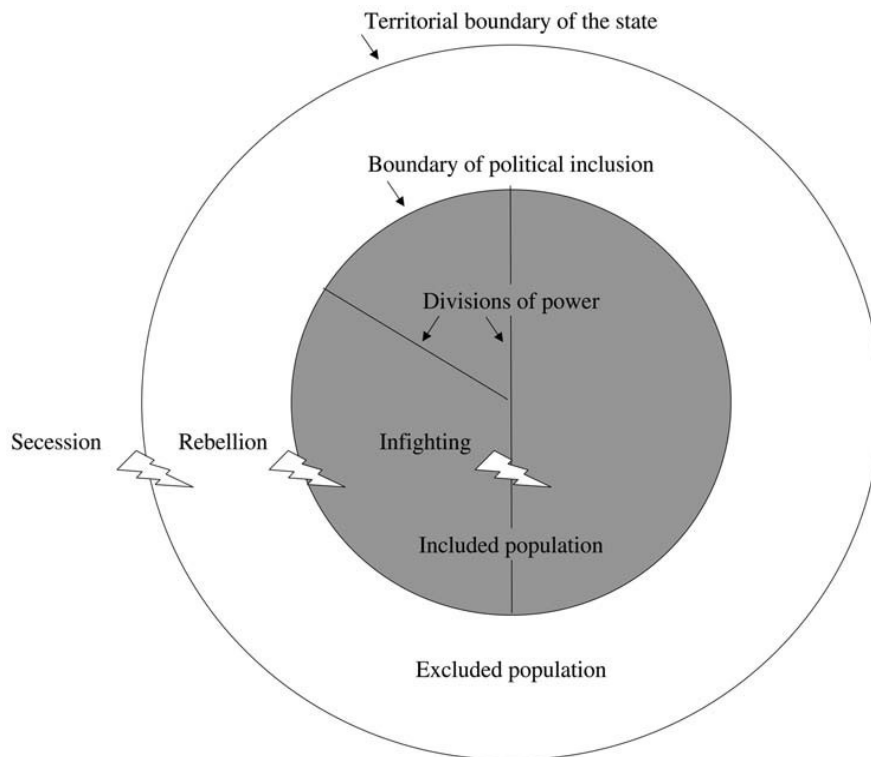 Territorial boundary of the state
Boundary of political inclusion
Divisions of power
Secession
Rebellion
Infighting
Included population
Excluded population